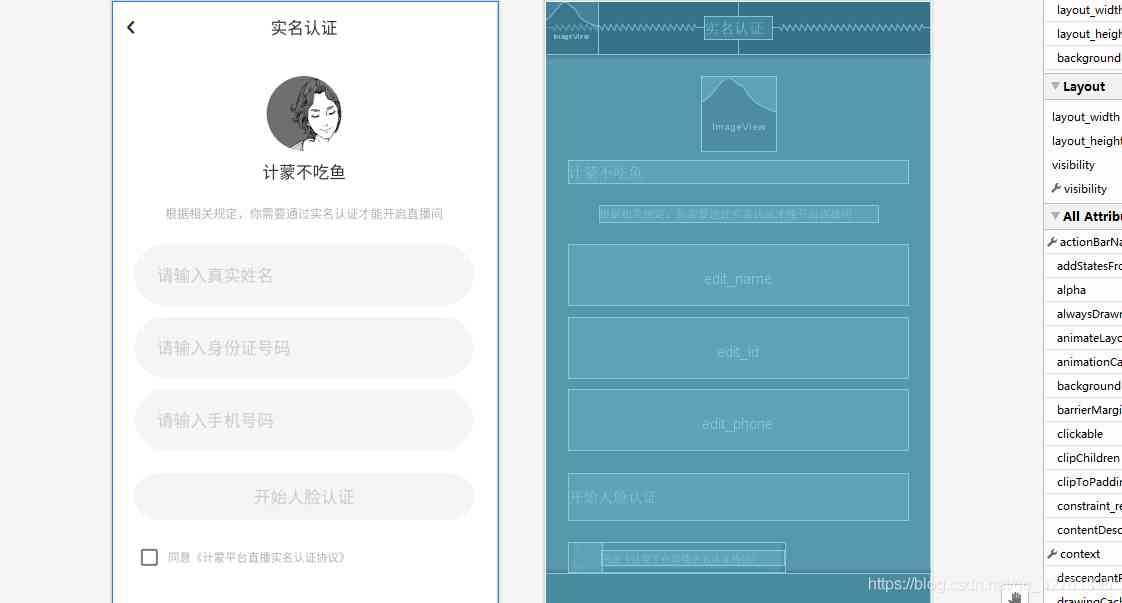 实名认证
计蒙不吃鱼
根据相关规定，你需要通过实名认证才能开启直播间
请输入真实姓名
请输入身份证号码
请输入手机号码
开始人脸认证
同意《计蒙平台直播实名认证协议》
实名认证
ImageView
ImageView
计蒙不吃鱼
根据相关规定，你需要通过实名认证才能开启直播间
edit_name
edit_id
edit_phone
开始人脸认证
同意《计蒙平台直播实名认证协议》
layout_width
layout_heigh
background
Layout
layout_width
layout_height
visibility
visibility
All Attribu
actionBarNa
addStatesFro
alpha
alwaysDrawn
animateLayo
animationCa
background
barrierMargi
clickable
clipChildren
clipToPaddin
constraint_re
contentDesc
context
descendantF
drawingCach
https://blog.csdn.net/qq_